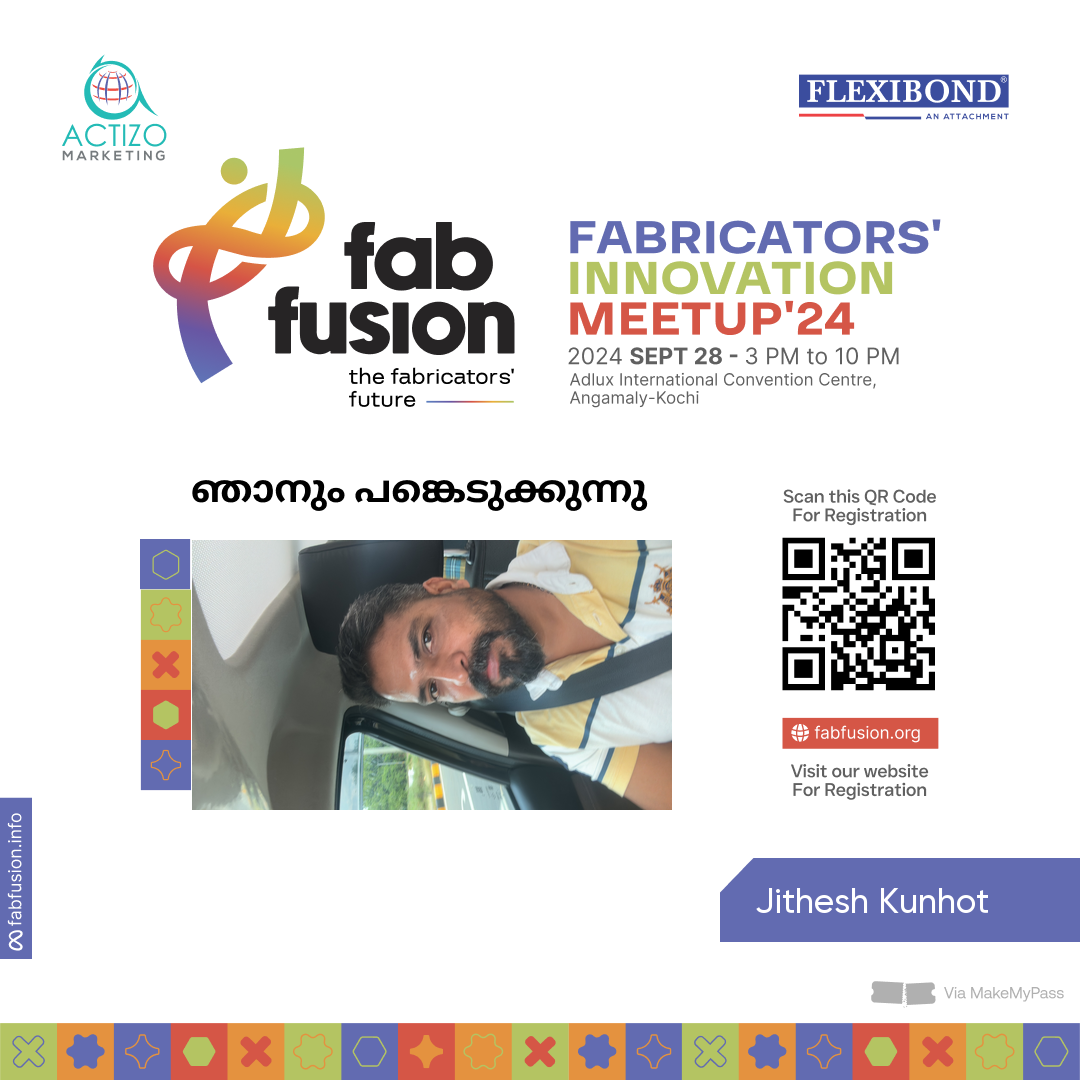 ACTIZO
MARKETING
FLEXIBOND®
AN ATTACHMENT
fab
fusion
the fabricators'
future
FABRICATORS'
INNOVATION
MEETUP'24
2024 SEPT 28 - 3 PM to 10 PM
Adlux International Convention Centre,
Angamaly-Kochi
ഞാനും പങ്കെടുക്കുന്നു
Scan this QR Code
For Registration
fabfusion.org
Visit our website
For Registration
fabfusion.info
Jithesh Kunhot
Via MakeMyPass